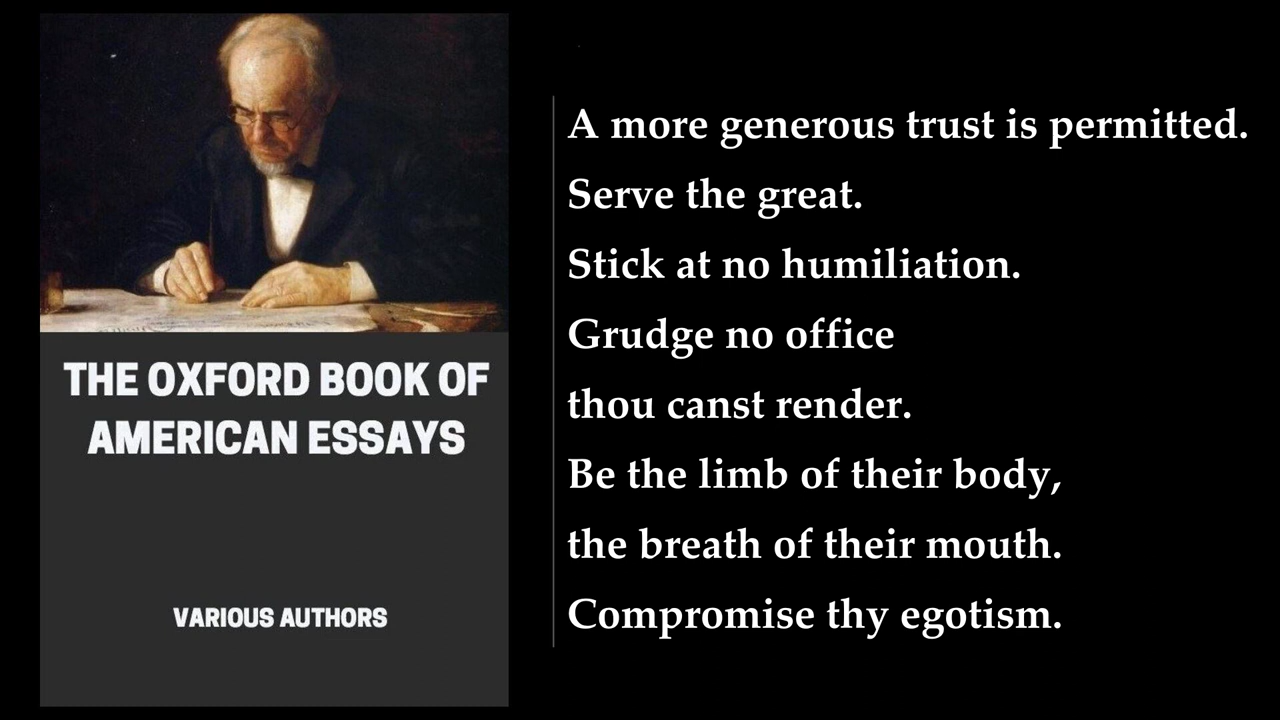 THE OXFORD BOOK OF
AMERICAN ESSAYS
VARIOUS AUTHORS
A more generous trust is permitted.
Serve the great.
Stick at no humiliation.
Grudge no office
thou canst render.
Be the limb of their body,
the breath of their mouth.
Compromise thy egotism.